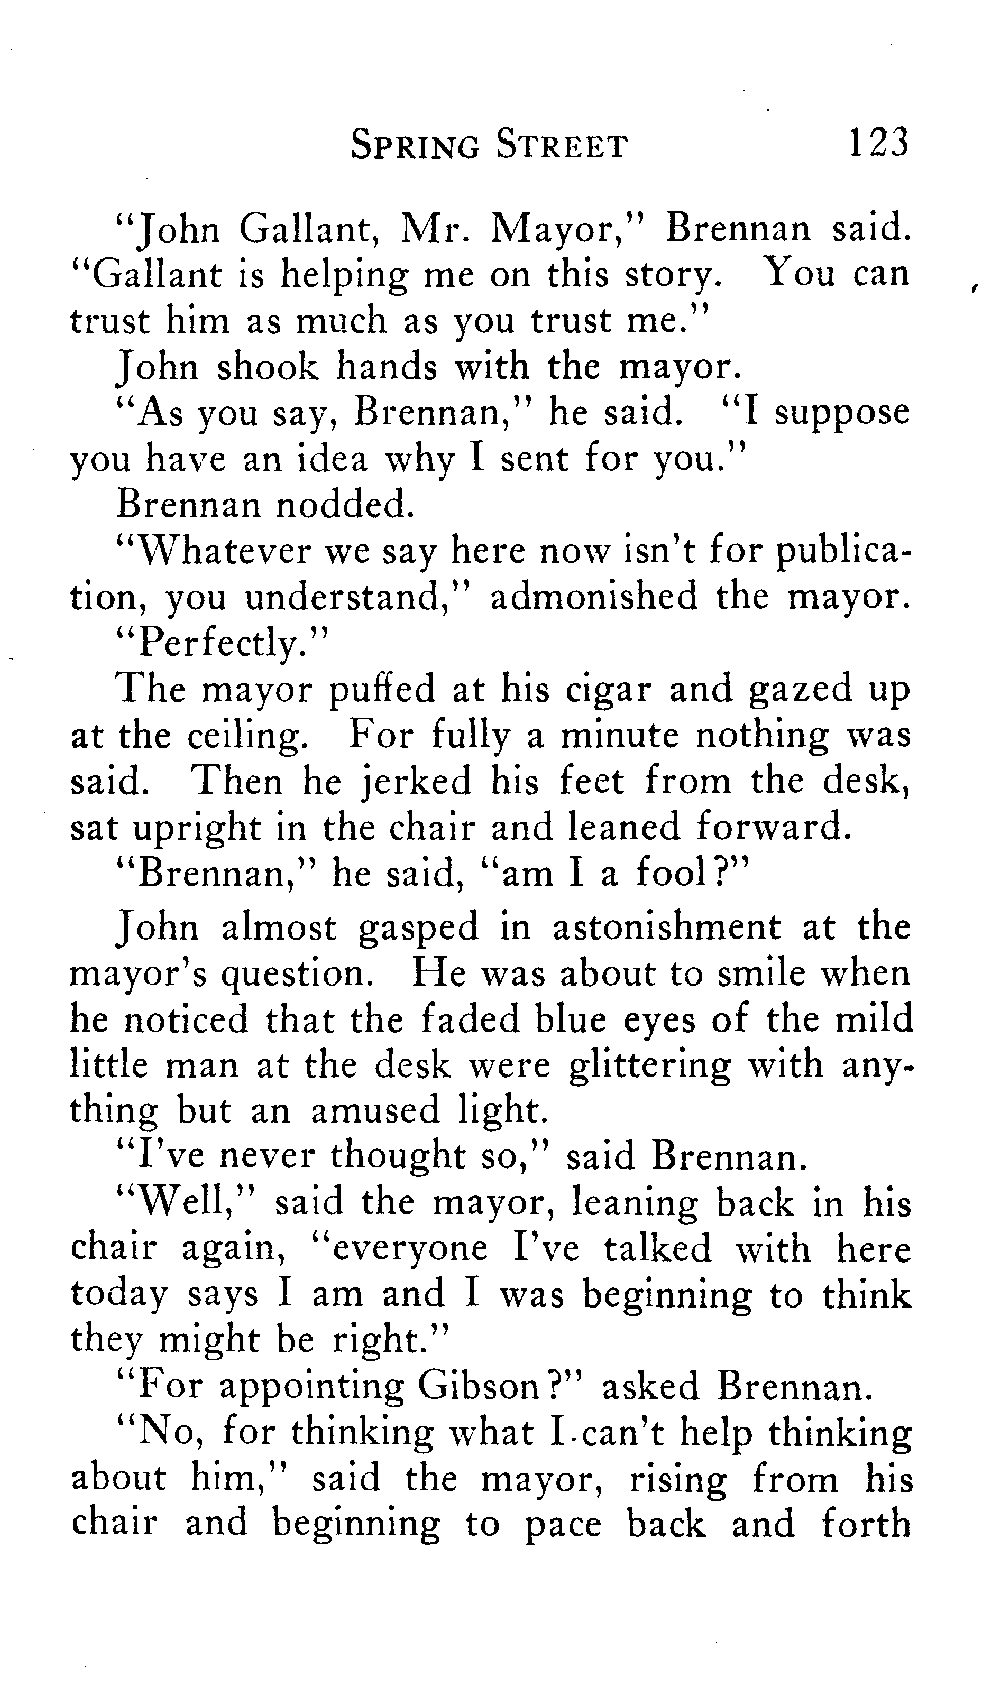 SPRING STREET 123
“John Gallant, Mr. Mayor,” Brennan said.
“Gallant is helping me on this story. You can
trust him as much as you trust me.”
John shook hands with the mayor.
“As you say, Brennan,” he said. “I suppose
you have an idea why I sent for you.”
Brennan nodded.
“Whatever we say here now isn’t for publica-
tion, you understand,” admonished the mayor.
“Perfectly.”
The mayor puffed at his cigar and gazed up
at the ceiling. For fully a minute nothing was
said. Then he jerked his feet from the desk,
sat upright in the chair and leaned forward.
“Brennan,” he said, “am I a fool?”
John almost gasped in astonishment at the
mayor’s question. He was about to smile when
he noticed that the faded blue eyes of the mild
little man at the desk were glittering with any-
thing but an amused light.
“I’ve never thought so,” said Brennan.
“Well,” said the mayor, leaning back in his
chair again, “everyone I’ve talked with here
today says I am and I was beginning to think
they might be right.”
“For appointing Gibson?” asked Brennan.
“No, for thinking what I can’t help thinking
about him,” said the mayor, rising from his
chair and beginning to pace back and forth